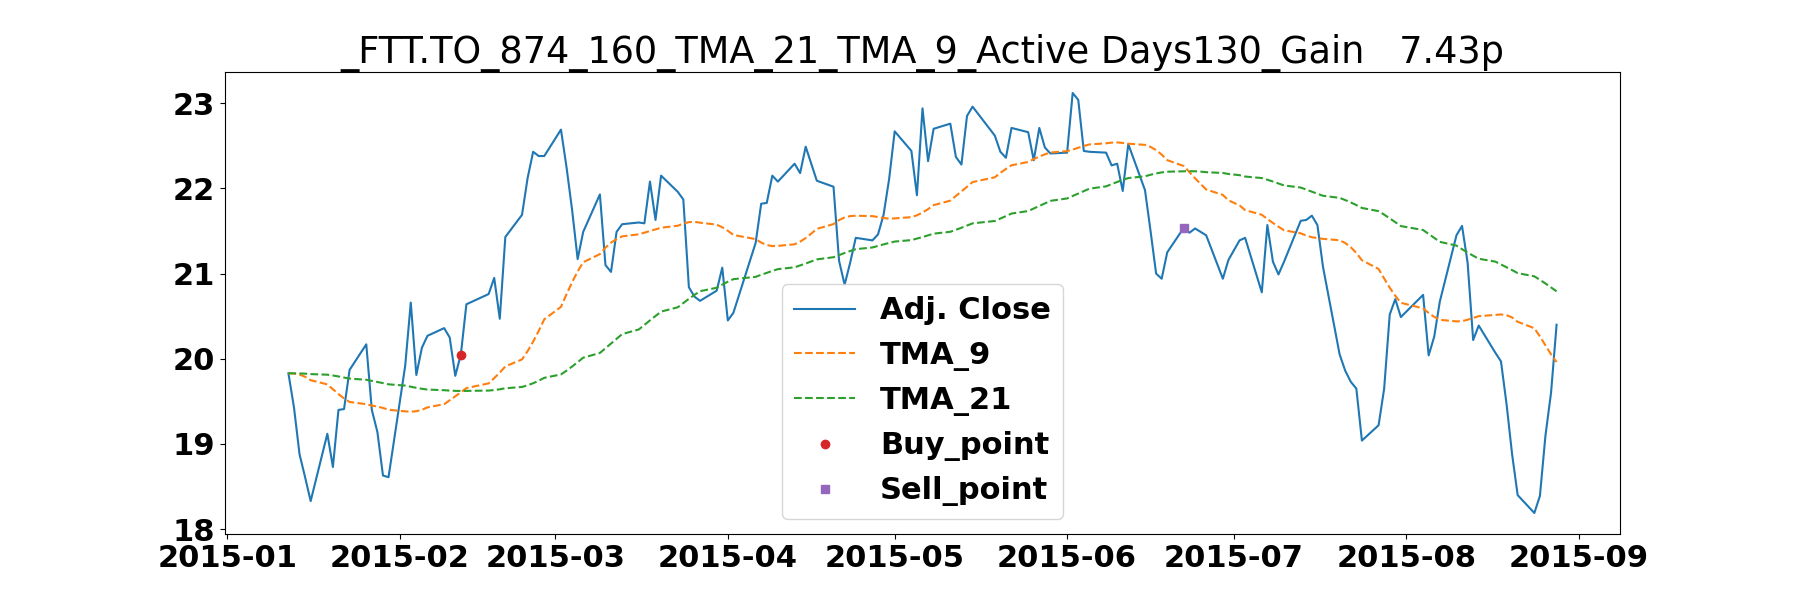 _FTT.TO_874_160_TMA_21_TMA_9_Active Days130_Gain   7.43p
23
22
21
20
19
18
2015-01 2015-02 2015-03 2015-04 2015-05 2015-06 2015-07 2015-08 2015-09
Adj. Close
TMA_9
TMA_21
Buy_point
Sell_point